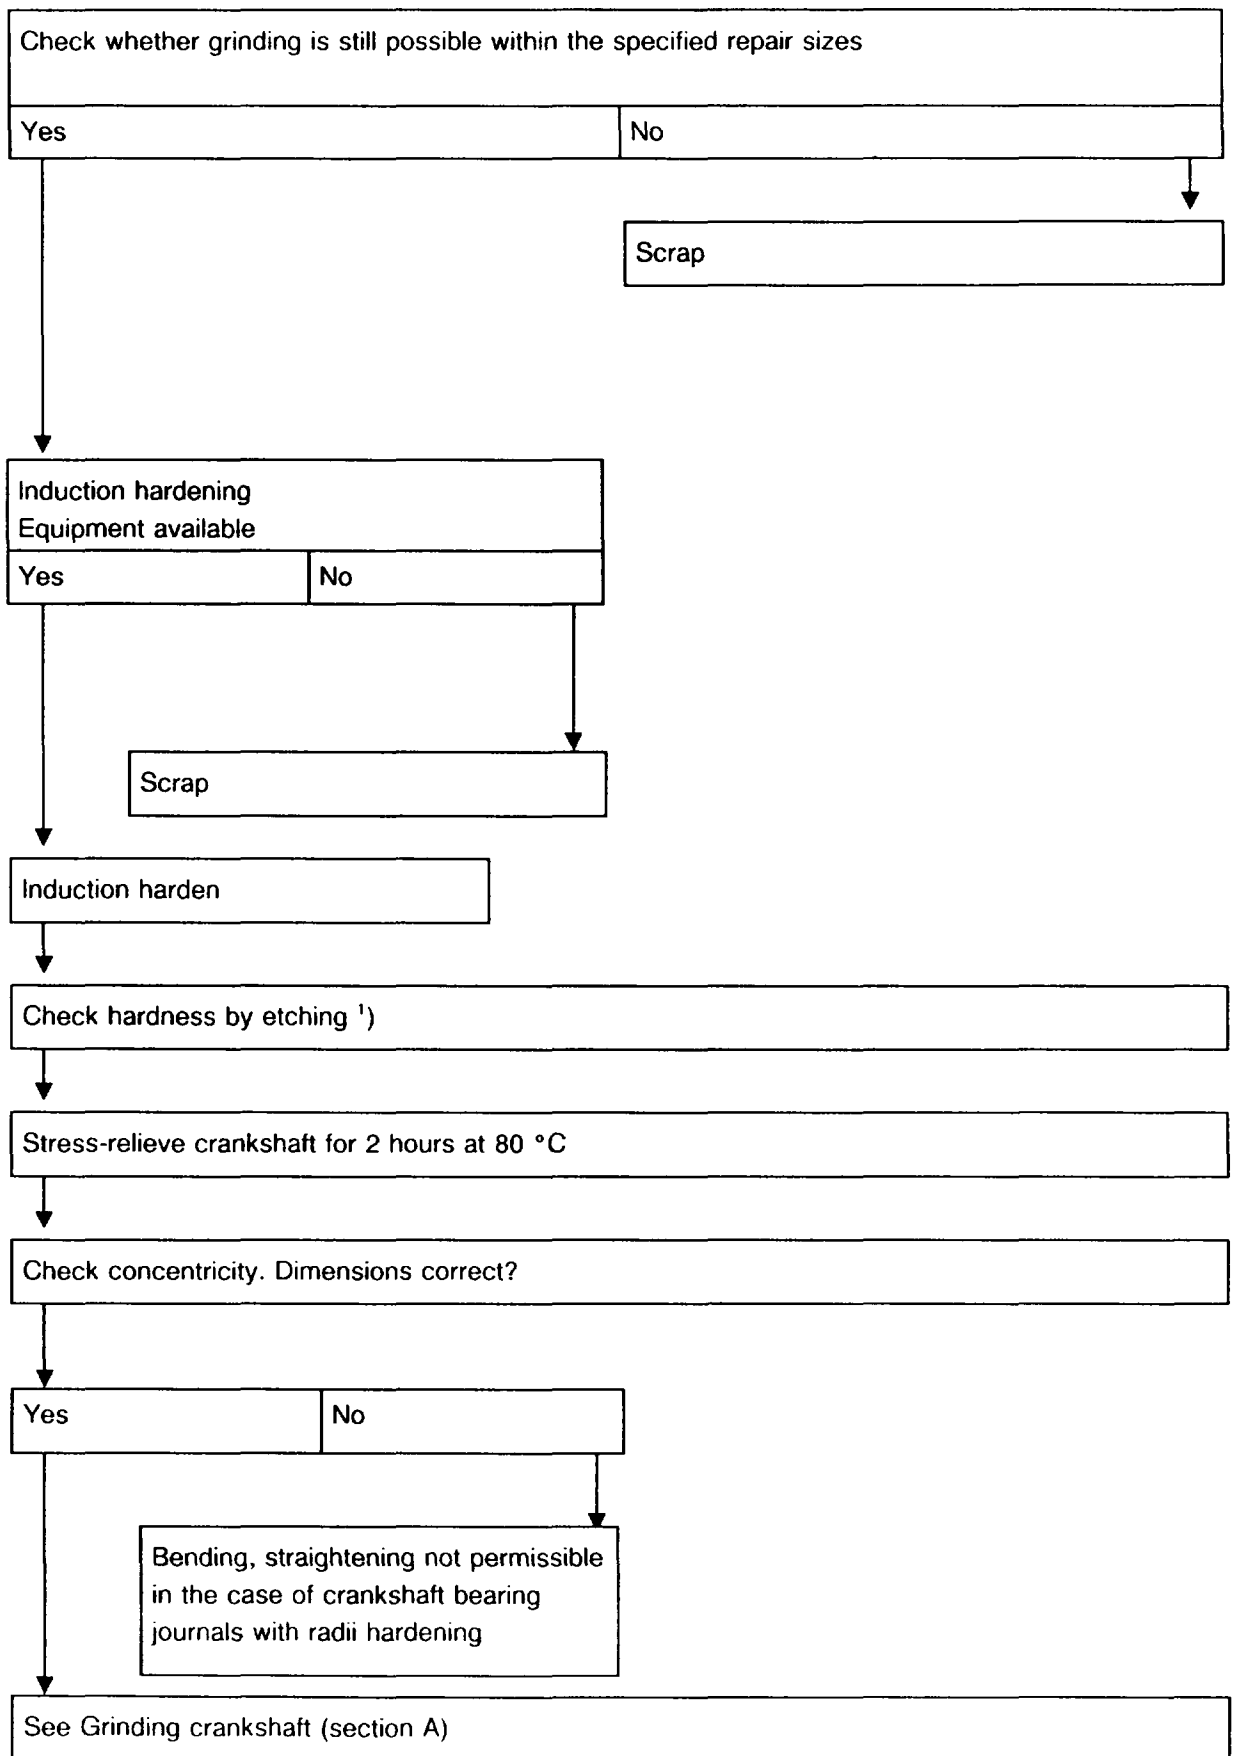 Check whether grinding is still possible within the specified repair sizes
Yes
No
Scrap
Induction hardening
Equipment available
Yes
No
Scrap
Induction harden
Check hardness by etching ¹)
Stress-relieve crankshaft for 2 hours at 80 °C
Check concentricity. Dimensions correct?
Yes
No
Bending, straightening not permissible
in the case of crankshaft bearing
journals with radii hardening
See Grinding crankshaft (section A)